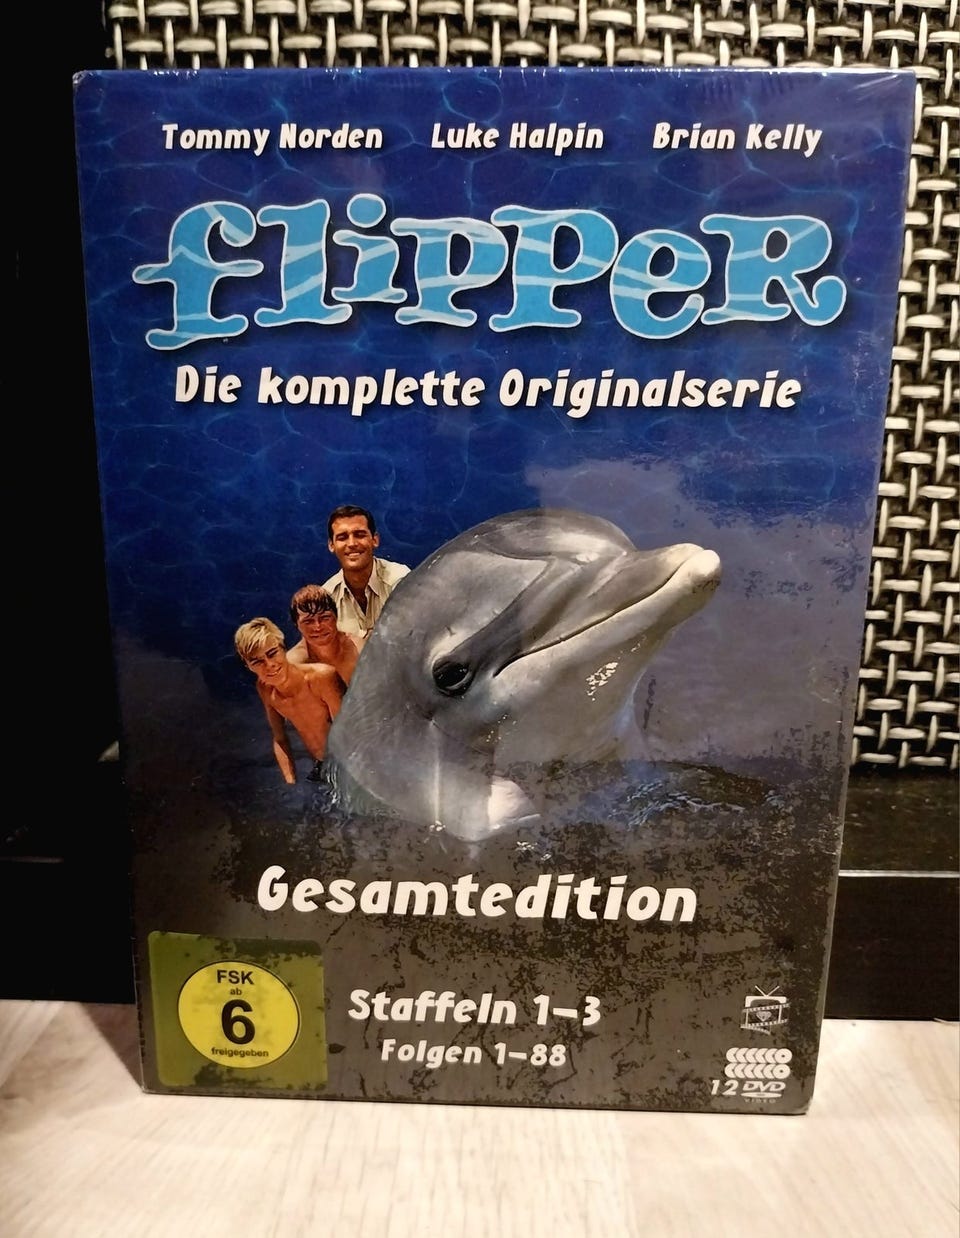 Tommy Norden Luke Halpin Brian Kelly
flipper
Die komplette Originalserie
Gesamtedition
FSK
ab
6
freigegeben
Staffeln 1–3
Folgen 1–88
12 DVD
VIDEO